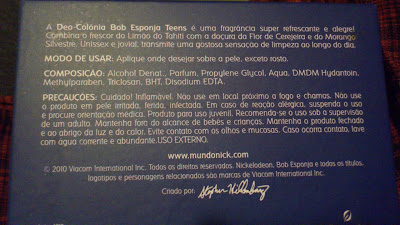 A Deo-Colônia Bob Esponja Teens é uma fragrância super refrescante e alegre!
Combina o frescor do Limão do Tahiti com a doçura da Flor de Cerejeira e do Morango
Silvestre. Unissex e jovial, transmite uma gostosa sensação de limpeza ao longo do dia.
MODO DE USAR: Aplique onde desejar sobre a pele, exceto rosto.
COMPOSIÇÃO: Alcohol Denat., Parfum, Propylene Glycol, Aqua, DMDM Hydantoin,
Methylparaben, Triclosan, BHT, Disodium EDTA.
PRECAUÇÕES: Cuidado! Inflamável. Não use em local próximo a fogo e chamas. Não use
o produto em pele irritada, ferida, infectada. Em caso de reação alérgica, suspenda o uso
e procure orientação médica. Produto para uso juvenil. Recomenda-se o uso sob a supervisão
de um adulto. Mantenha fora do alcance de bebês e crianças. Mantenha o produto fechado
e ao abrigo da luz e do calor. Evite contato com os olhos e mucosas. Caso ocorra contato, lave
com água corrente e abundante. USO EXTERNO.
www.mundonick.com
© 2010 Viacom International Inc. Todos os direitos reservados. Nickelodeon, Bob Esponja e todos os títulos,
logotipos e personagens relacionados são marcas de Viacom International Inc.
Criado por: Stephen Hillenburg